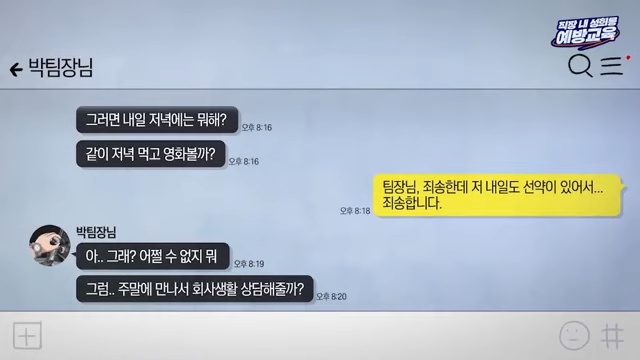 직장 내 성희롱
예방교육
박팀장님
그러면 내일 저녁에는 뭐해?
오후 8:16
같이 저녁 먹고 영화볼까?
오후 8:16
팀장님, 죄송한데 저 내일도 선약이 있어서...
죄송합니다.
오후 8:18
박팀장님
아.. 그래? 어쩔 수 없지 뭐
오후 8:19
그럼.. 주말에 만나서 회사생활 상담해줄까?
오후 8:20